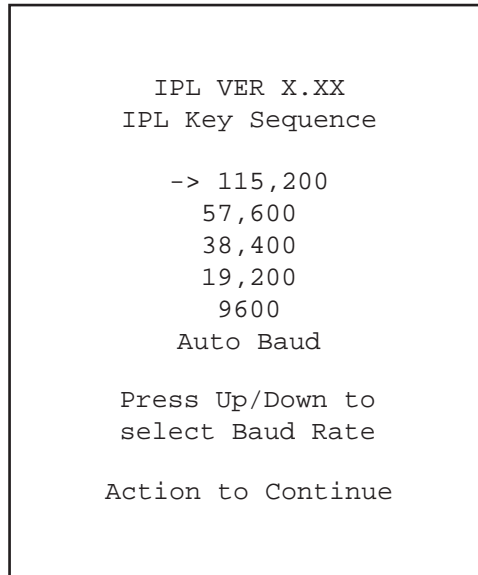 IPL VER X.XX
IPL Key Sequence
-> 115,200
57,600
38,400
19,200
9600
Auto Baud
Press Up/Down to
select Baud Rate
Action to Continue